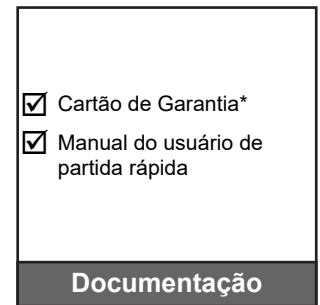 Cartão de Garantia*
Manual do usuário de
partida rápida
Documentação